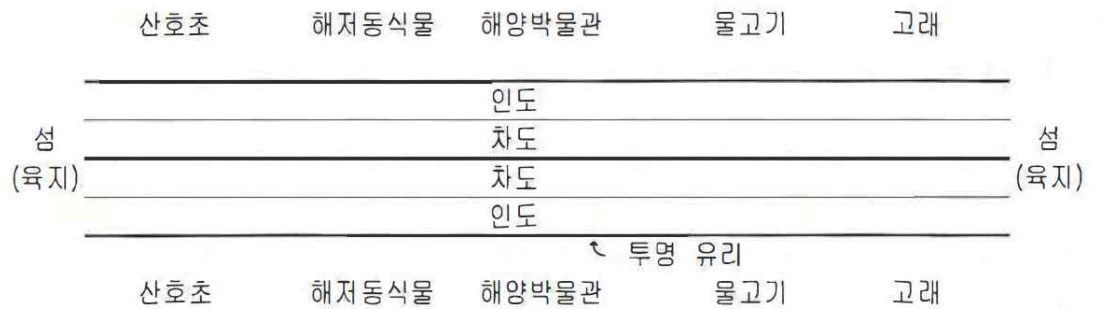 산호초 해저동식물 해양박물관 물고기 고래
인도
섬 차도 섬
(육지) 차도 (육지)
인도
투명 유리
산호초 해저동식물 해양박물관 물고기 고래